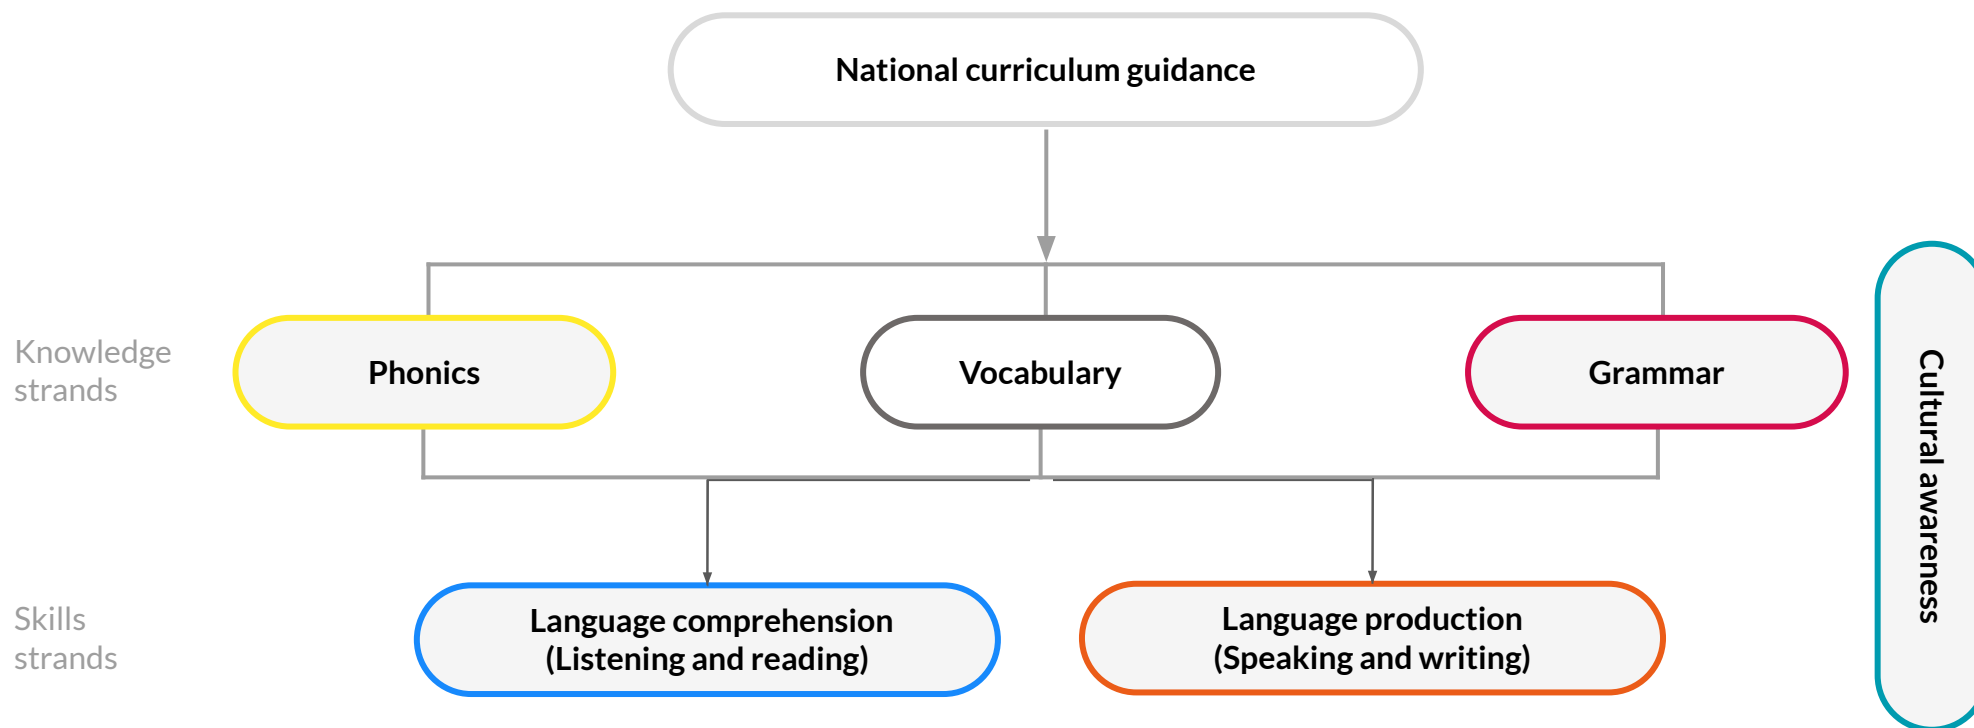 National curriculum guidance
Knowledge
strands
Phonics
Vocabulary
Grammar
Cultural awareness
Skills
strands
Language comprehension
(Listening and reading)
Language production
(Speaking and writing)